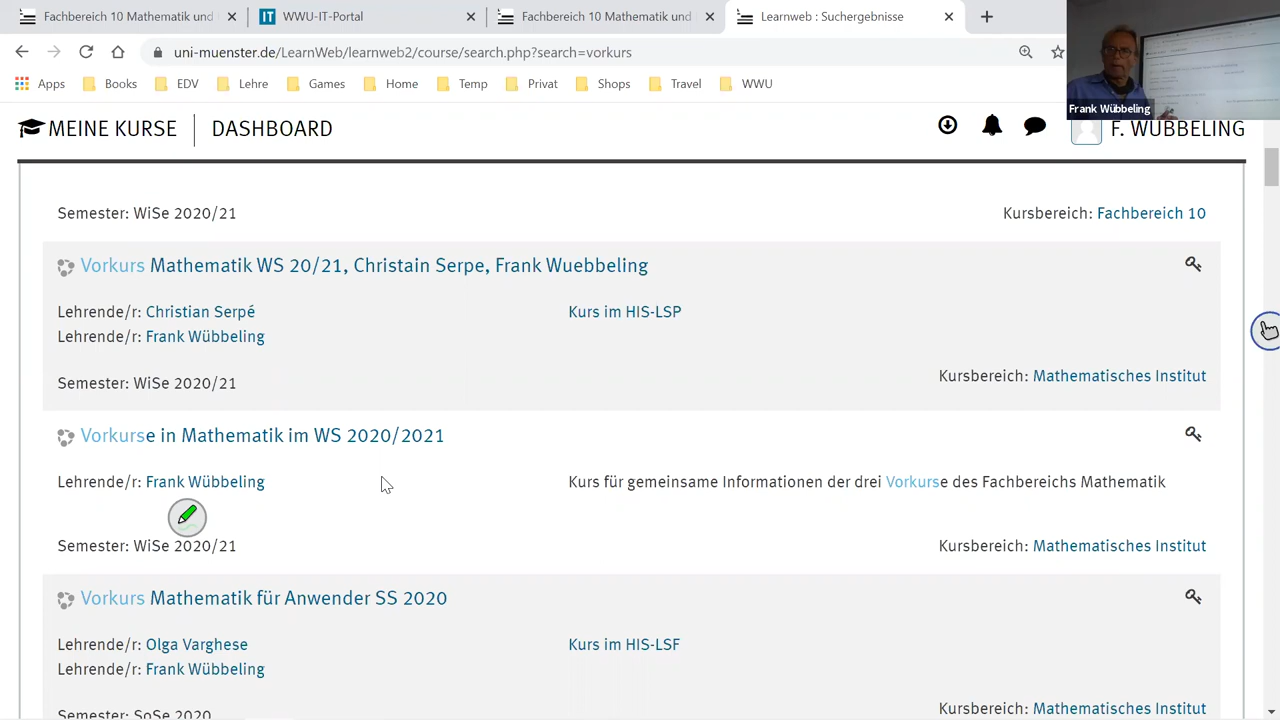 Fachbereich 10 Mathematik und
WWU-IT-Portal
Fachbereich 10 Mathematik und
Learnweb : Suchergebnisse
uni-muenster.de/LearnWeb/learnweb2/course/search.php?search=vorkurs
Apps Books EDV Lehre Games Home Temp Privat Shops Travel WWU
Frank Wübbeling
MEINE KURSE DASHBOARD F. WÜBBELING
Semester: WiSe 2020/21 Kursbereich: Fachbereich 10
Vorkurs Mathematik WS 20/21, Christain Serpe, Frank Wuebbeling
Lehrende/r: Christian Serpé Kurs im HIS-LSP
Lehrende/r: Frank Wübbeling
Semester: WiSe 2020/21 Kursbereich: Mathematisches Institut
Vorkurse in Mathematik im WS 2020/2021
Lehrende/r: Frank Wübbeling Kurs für gemeinsame Informationen der drei Vorkurse des Fachbereichs Mathematik
Semester: WiSe 2020/21 Kursbereich: Mathematisches Institut
Vorkurs Mathematik für Anwender SS 2020
Lehrende/r: Olga Varghese Kurs im HIS-LSF
Lehrende/r: Frank Wübbeling
Semester: SoSe 2020 Kursbereich: Mathematisches Institut